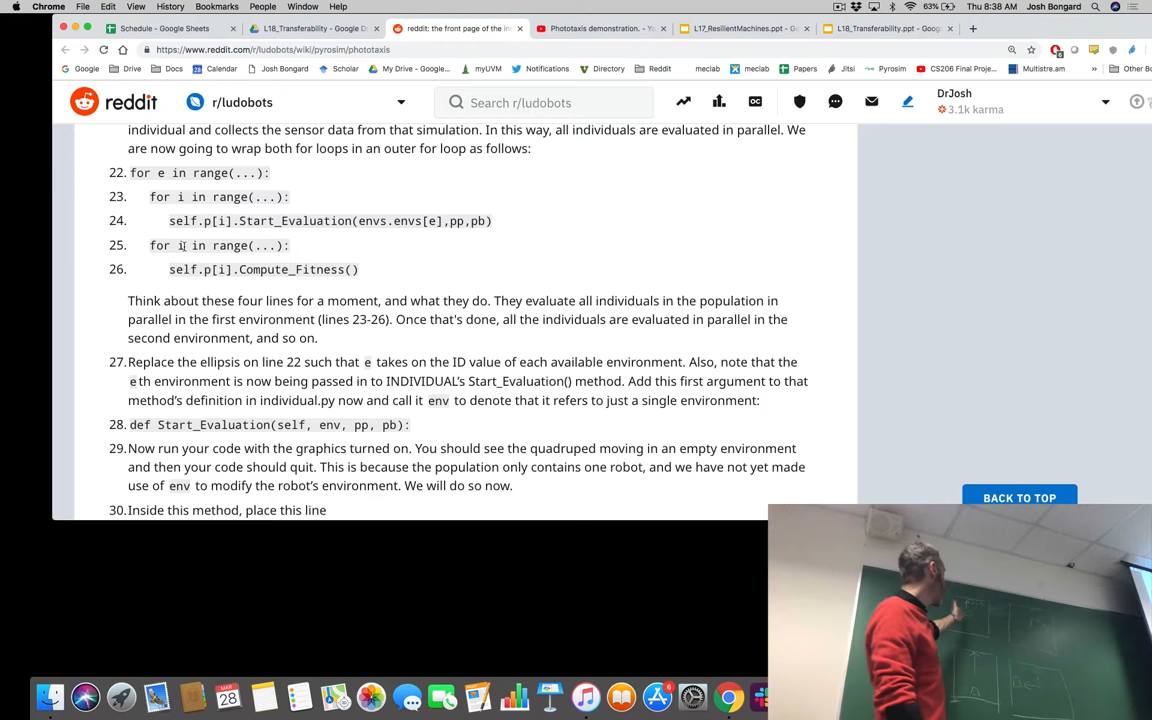 Chrome File Edit View History Bookmarks People Window Help 63% Thu 8:38 AM Josh Bongard
Schedule - Google Sheets L18_Transferability - Google D reddit: the front page of the in Phototaxis demonstration. - Yo L17_ResilientMachines.ppt - G L18_Transferability.ppt - Goog
https://www.reddit.com/r/ludobots/wiki/pyrosim/phototaxis
Google Drive Docs Calendar Josh Bongard Scholar My Drive - Google... myUVM Notifications Directory Reddit meclab meclab Papers Jitsi Pyrosim CS206 Final Proje... Multistre.am Other Bo
reddit r/ludobots Search r/ludobots DrJosh
3.1k karma
individual and collects the sensor data from that simulation. In this way, all individuals are evaluated in parallel. We
are now going to wrap both for loops in an outer for loop as follows:
22. for e in range(...):
23. for i in range(...):
24. self.p[i].Start_Evaluation(envs.envs[e],pp,pb)
25. for i in range(...):
26. self.p[i].Compute_Fitness()
Think about these four lines for a moment, and what they do. They evaluate all individuals in the population in
parallel in the first environment (lines 23-26). Once that's done, all the individuals are evaluated in parallel in the
second environment, and so on.
27. Replace the ellipsis on line 22 such that e takes on the ID value of each available environment. Also, note that the
eth environment is now being passed in to INDIVIDUAL's Start_Evaluation() method. Add this first argument to that
method's definition in individual.py now and call it env to denote that it refers to just a single environment:
28. def Start_Evaluation(self, env, pp, pb):
29. Now run your code with the graphics turned on. You should see the quadruped moving in an empty environment
and then your code should quit. This is because the population only contains one robot, and we have not yet made
use of env to modify the robot's environment. We will do so now.
30. Inside this method, place this line
BACK TO TOP
MAR
28
6